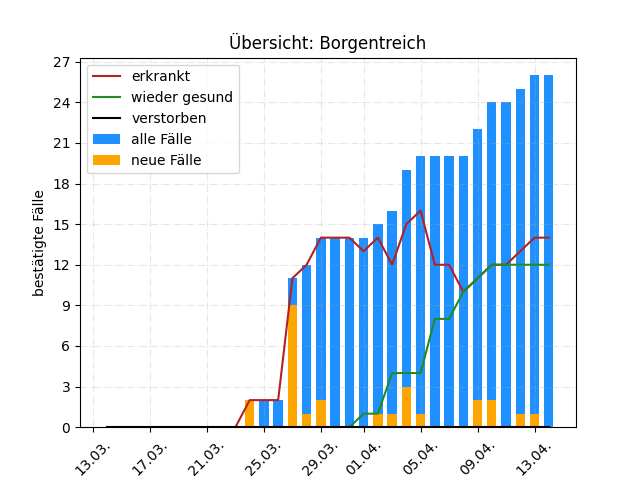 Übersicht: Borgentreich
erkrankt
wieder gesund
verstorben
alle Fälle
neue Fälle
bestätigte Fälle
27
24
21
18
15
12
9
6
3
0
13.03. 17.03. 21.03. 25.03. 29.03. 01.04. 05.04. 09.04. 13.04.